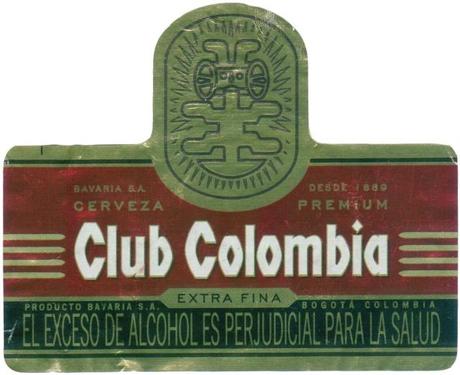 BAVARIA S.A. DESDE 1889
CERVEZA PREMIUM
Club Colombia
EXTRA FINA
PRODUCTO BAVARIA S.A. BOGOTÁ COLOMBIA
EL EXCESO DE ALCOHOL ES PERJUDICIAL PARA LA SALUD